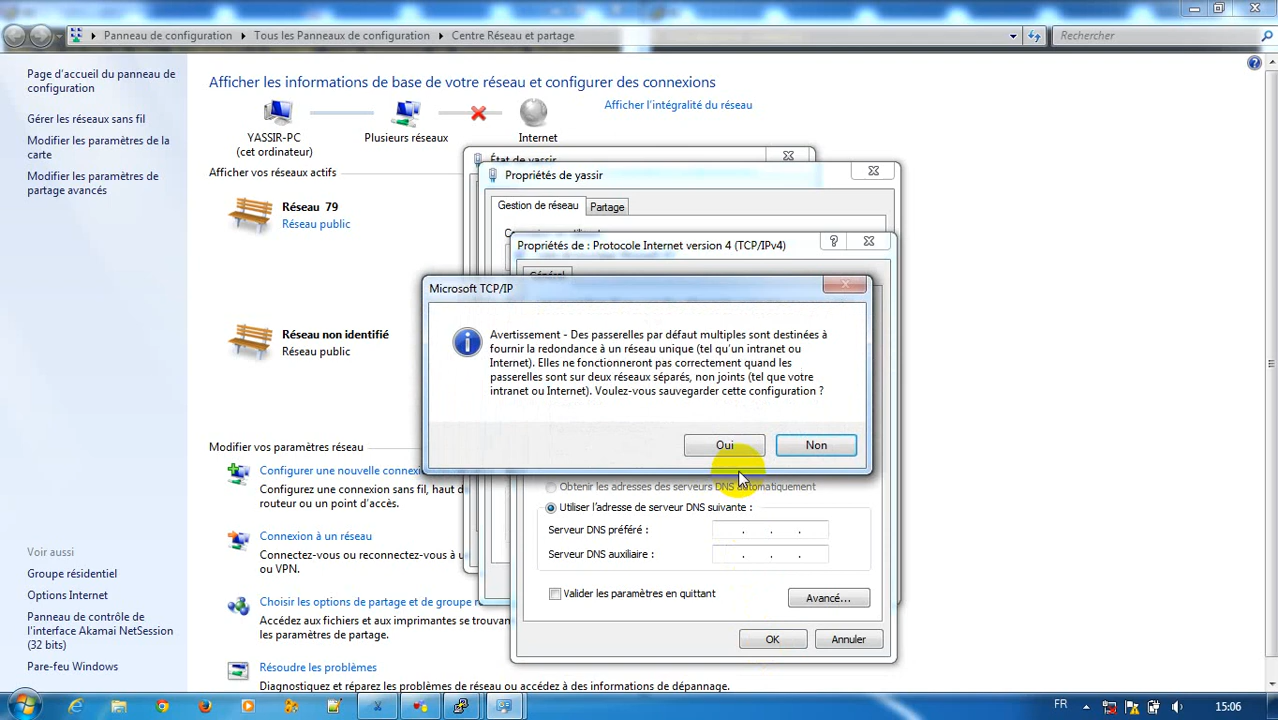 Panneau de configuration
Tous les Panneaux de configuration
Centre Réseau et partage
Rechercher
Page d'accueil du panneau de
configuration
Gérer les réseaux sans fil
Modifier les paramètres de la
carte
Modifier les paramètres de
partage avancés
Afficher les informations de base de votre réseau et configurer des connexions
Afficher l'intégralité du réseau
YASSIR-PC
(cet ordinateur)
Plusieurs réseaux
Internet
Afficher vos réseaux actifs
Réseau 79
Réseau public
Réseau non identifié
Réseau public
État de yassir
Propriétés de yassir
Gestion de réseau
Partage
Propriétés de : Protocole Internet version 4 (TCP/IPv4)
Général
Microsoft TCP/IP
Avertissement - Des passerelles par défaut multiples sont destinées à
fournir la redondance à un réseau unique (tel qu'un intranet ou
Internet). Elles ne fonctionneront pas correctement quand les
passerelles sont sur deux réseaux séparés, non joints (tel que votre
intranet ou Internet). Voulez-vous sauvegarder cette configuration ?
Oui
Non
Obtenir les adresses des serveurs DNS automatiquement
Utiliser l'adresse de serveur DNS suivante :
Serveur DNS préféré :
Serveur DNS auxiliaire :
Valider les paramètres en quittant
Avancé...
OK
Annuler
Modifier vos paramètres réseau
Configurer une nouvelle connexi
Configurez une connexion sans fil, haut d
routeur ou un point d'accès.
Connexion à un réseau
Connectez-vous ou reconnectez-vous à
ou VPN.
Choisir les options de partage et de groupe r
Accédez aux fichiers et aux imprimantes se trouvan
les paramètres de partage.
Résoudre les problèmes
Diagnostiquez et réparez les problèmes de réseau ou accédez à des informations de dépannage.
Voir aussi
Groupe résidentiel
Options Internet
Panneau de contrôle de
l'interface Akamai NetSession
(32 bits)
Pare-feu Windows
FR
15:06